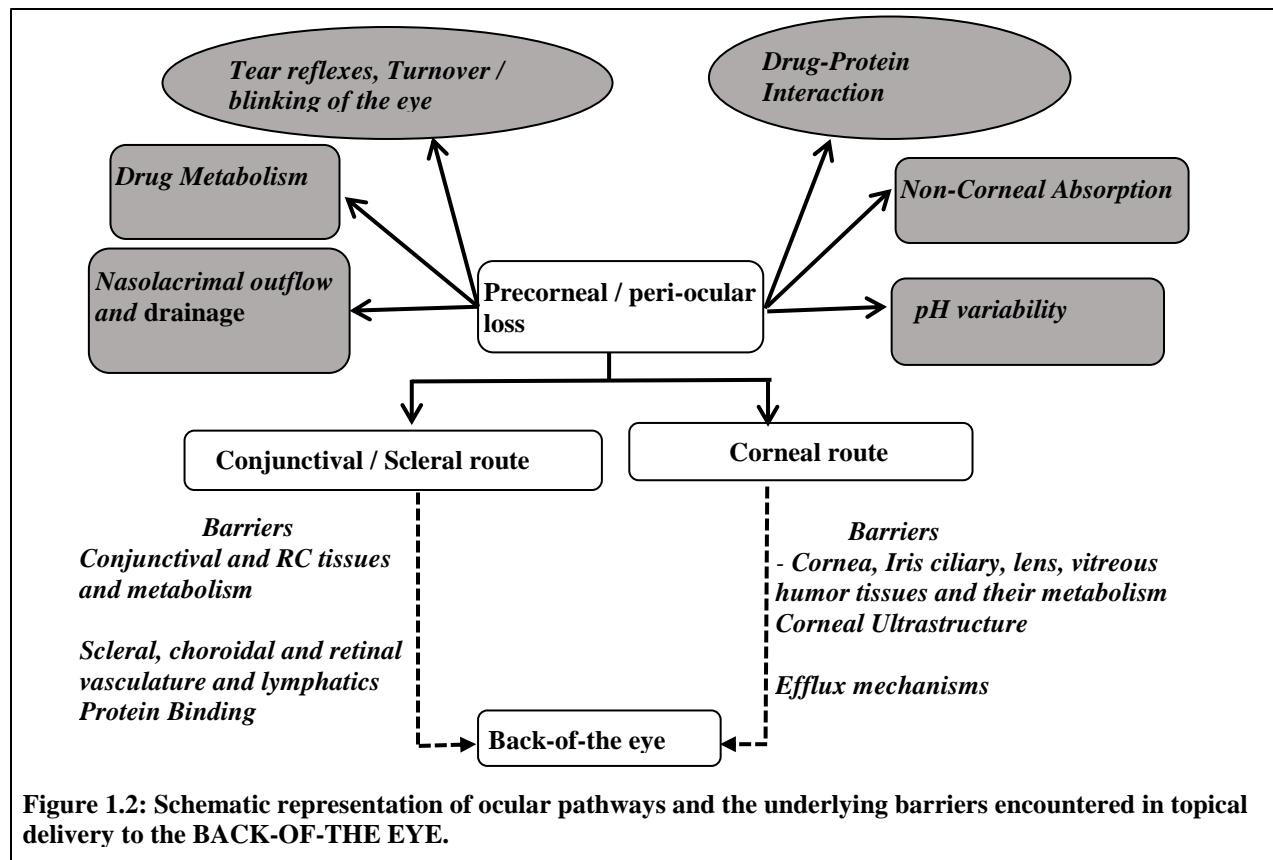 Tear reflexes, Turnover /
blinking of the eye
Drug-Protein
Interaction
Drug Metabolism
Non-Corneal Absorption
Nasolacrimal outflow
and drainage
Precorneal / peri-ocular
loss
pH variability
Conjunctival / Scleral route
Corneal route
Barriers
Conjunctival and RC tissues
and metabolism
Scleral, choroidal and retinal
vasculature and lymphatics
Protein Binding
Barriers
- Cornea, Iris ciliary, lens, vitreous
humor tissues and their metabolism
Corneal Ultrastructure
Efflux mechanisms
Back-of-the eye
Figure 1.2: Schematic representation of ocular pathways and the underlying barriers encountered in topical
delivery to the BACK-OF-THE EYE.